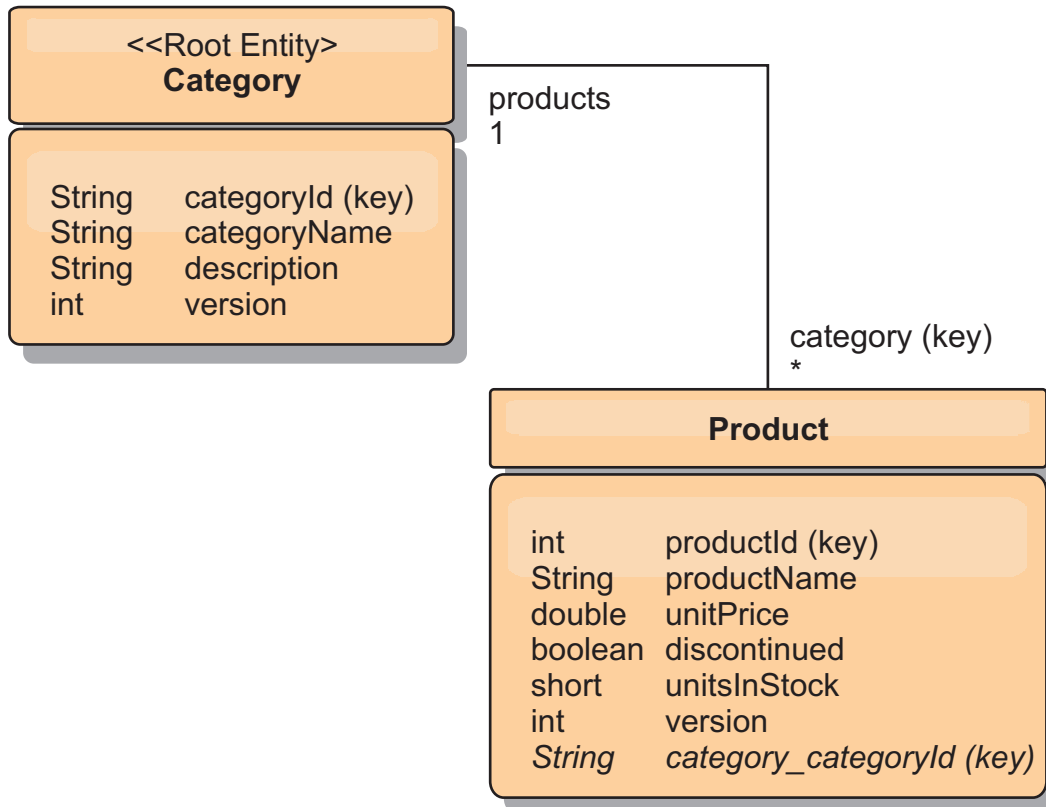 <<Root Entity>
Category
products
1
String categoryId (key)
String categoryName
String description
int version
category (key)
*
Product
int productId (key)
String productName
double unitPrice
boolean discontinued
short unitsInStock
int version
String category_categoryId (key)